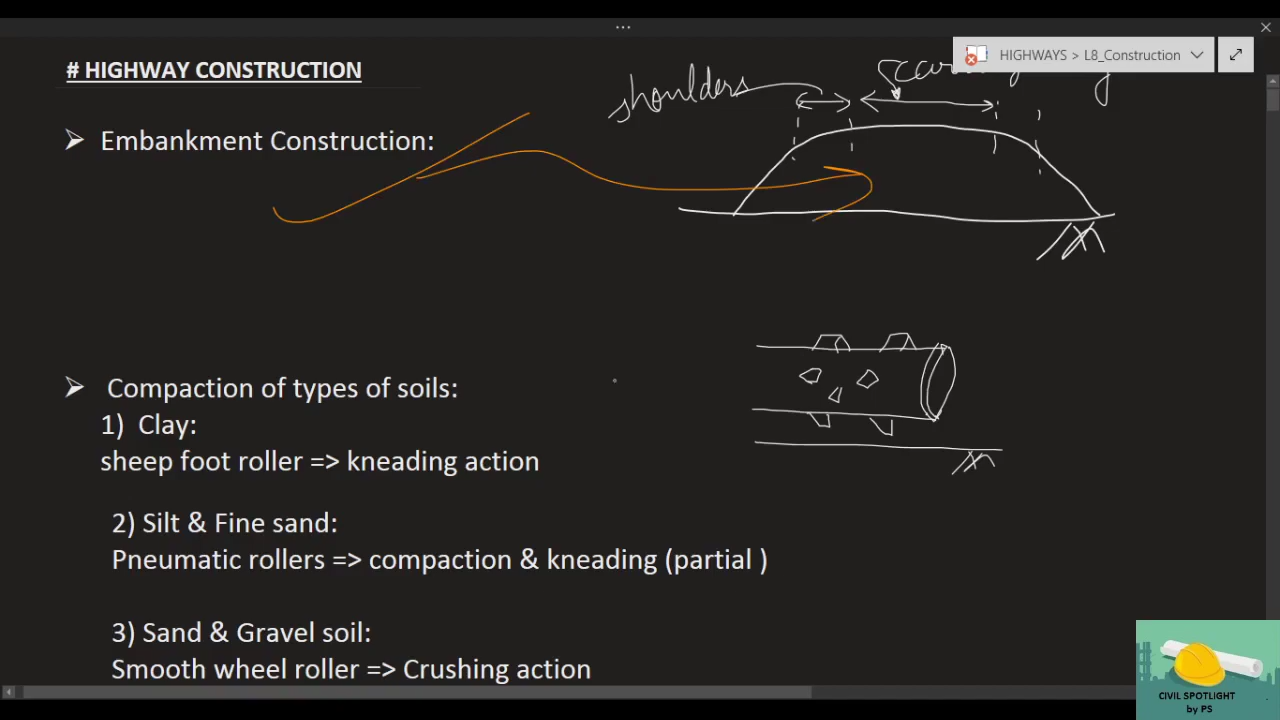 HIGHWAYS > L8_Construction
# HIGHWAY CONSTRUCTION
shoulders
➢ Embankment Construction:
➢ Compaction of types of soils:
1) Clay:
sheep foot roller => kneading action
2) Silt & Fine sand:
Pneumatic rollers => compaction & kneading (partial )
3) Sand & Gravel soil:
Smooth wheel roller => Crushing action
CIVIL SPOTLIGHT
by PS